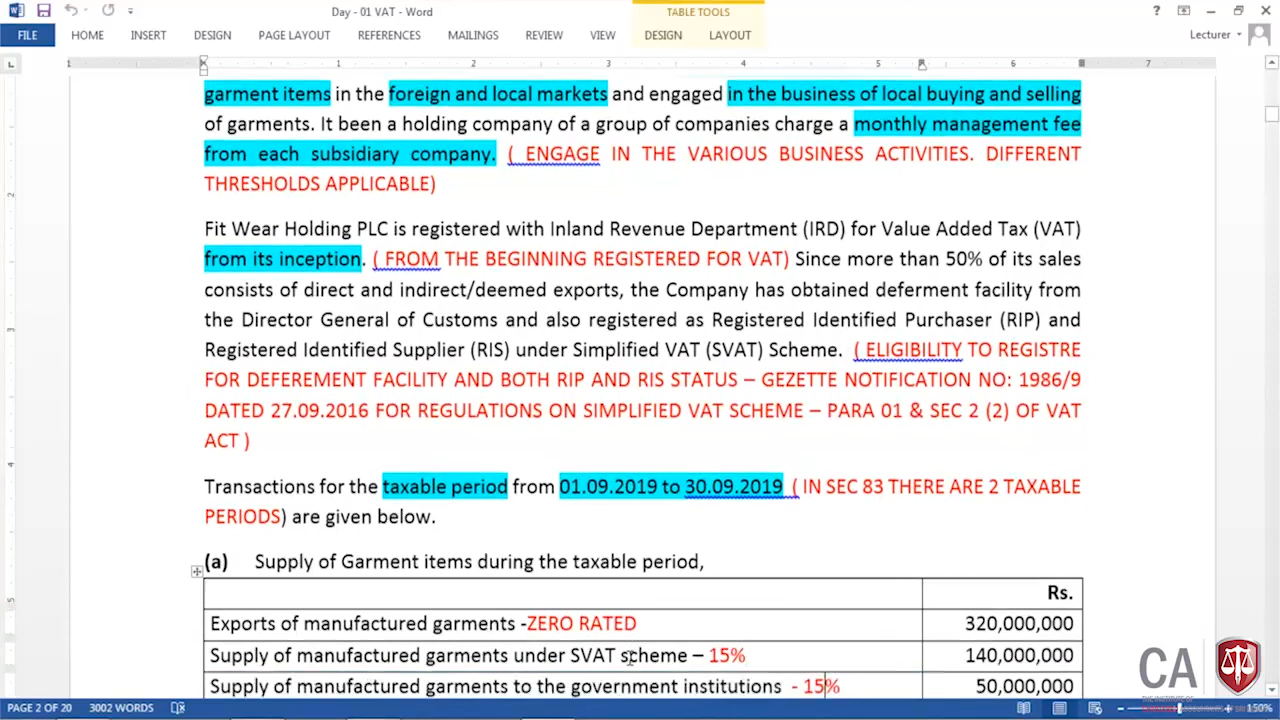 Day - 01 VAT - Word
TABLE TOOLS
FILE HOME INSERT DESIGN PAGE LAYOUT REFERENCES MAILINGS REVIEW VIEW DESIGN LAYOUT Lecturer
1 1 2 3 4 5 6 7
garment items in the foreign and local markets and engaged in the business of local buying and selling
of garments. It been a holding company of a group of companies charge a monthly management fee
from each subsidiary company. ( ENGAGE IN THE VARIOUS BUSINESS ACTIVITIES. DIFFERENT
THRESHOLDS APPLICABLE)
Fit Wear Holding PLC is registered with Inland Revenue Department (IRD) for Value Added Tax (VAT)
from its inception. ( FROM THE BEGINNING REGISTERED FOR VAT) Since more than 50% of its sales
consists of direct and indirect/deemed exports, the Company has obtained deferment facility from
the Director General of Customs and also registered as Registered Identified Purchaser (RIP) and
Registered Identified Supplier (RIS) under Simplified VAT (SVAT) Scheme. ( ELIGIBILITY TO REGISTRE
FOR DEFEREMENT FACILITY AND BOTH RIP AND RIS STATUS – GEZETTE NOTIFICATION NO: 1986/9
DATED 27.09.2016 FOR REGULATIONS ON SIMPLIFIED VAT SCHEME – PARA 01 & SEC 2 (2) OF VAT
ACT )
Transactions for the taxable period from 01.09.2019 to 30.09.2019 ( IN SEC 83 THERE ARE 2 TAXABLE
PERIODS) are given below.
(a) Supply of Garment items during the taxable period,
Rs.
Exports of manufactured garments -ZERO RATED 320,000,000
Supply of manufactured garments under SVAT scheme – 15% 140,000,000
Supply of manufactured garments to the government institutions - 15% 50,000,000
CA
PAGE 2 OF 20 3002 WORDS 150%